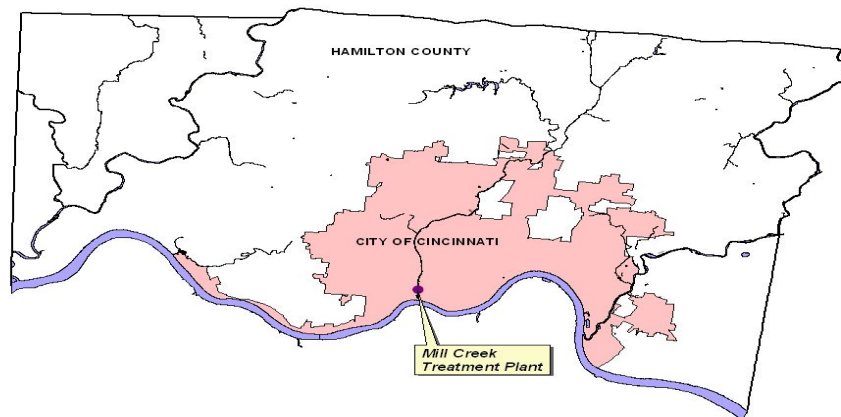 HAMILTON COUNTY
CITY OF CINCINNATI
Mill Creek
Treatment Plant